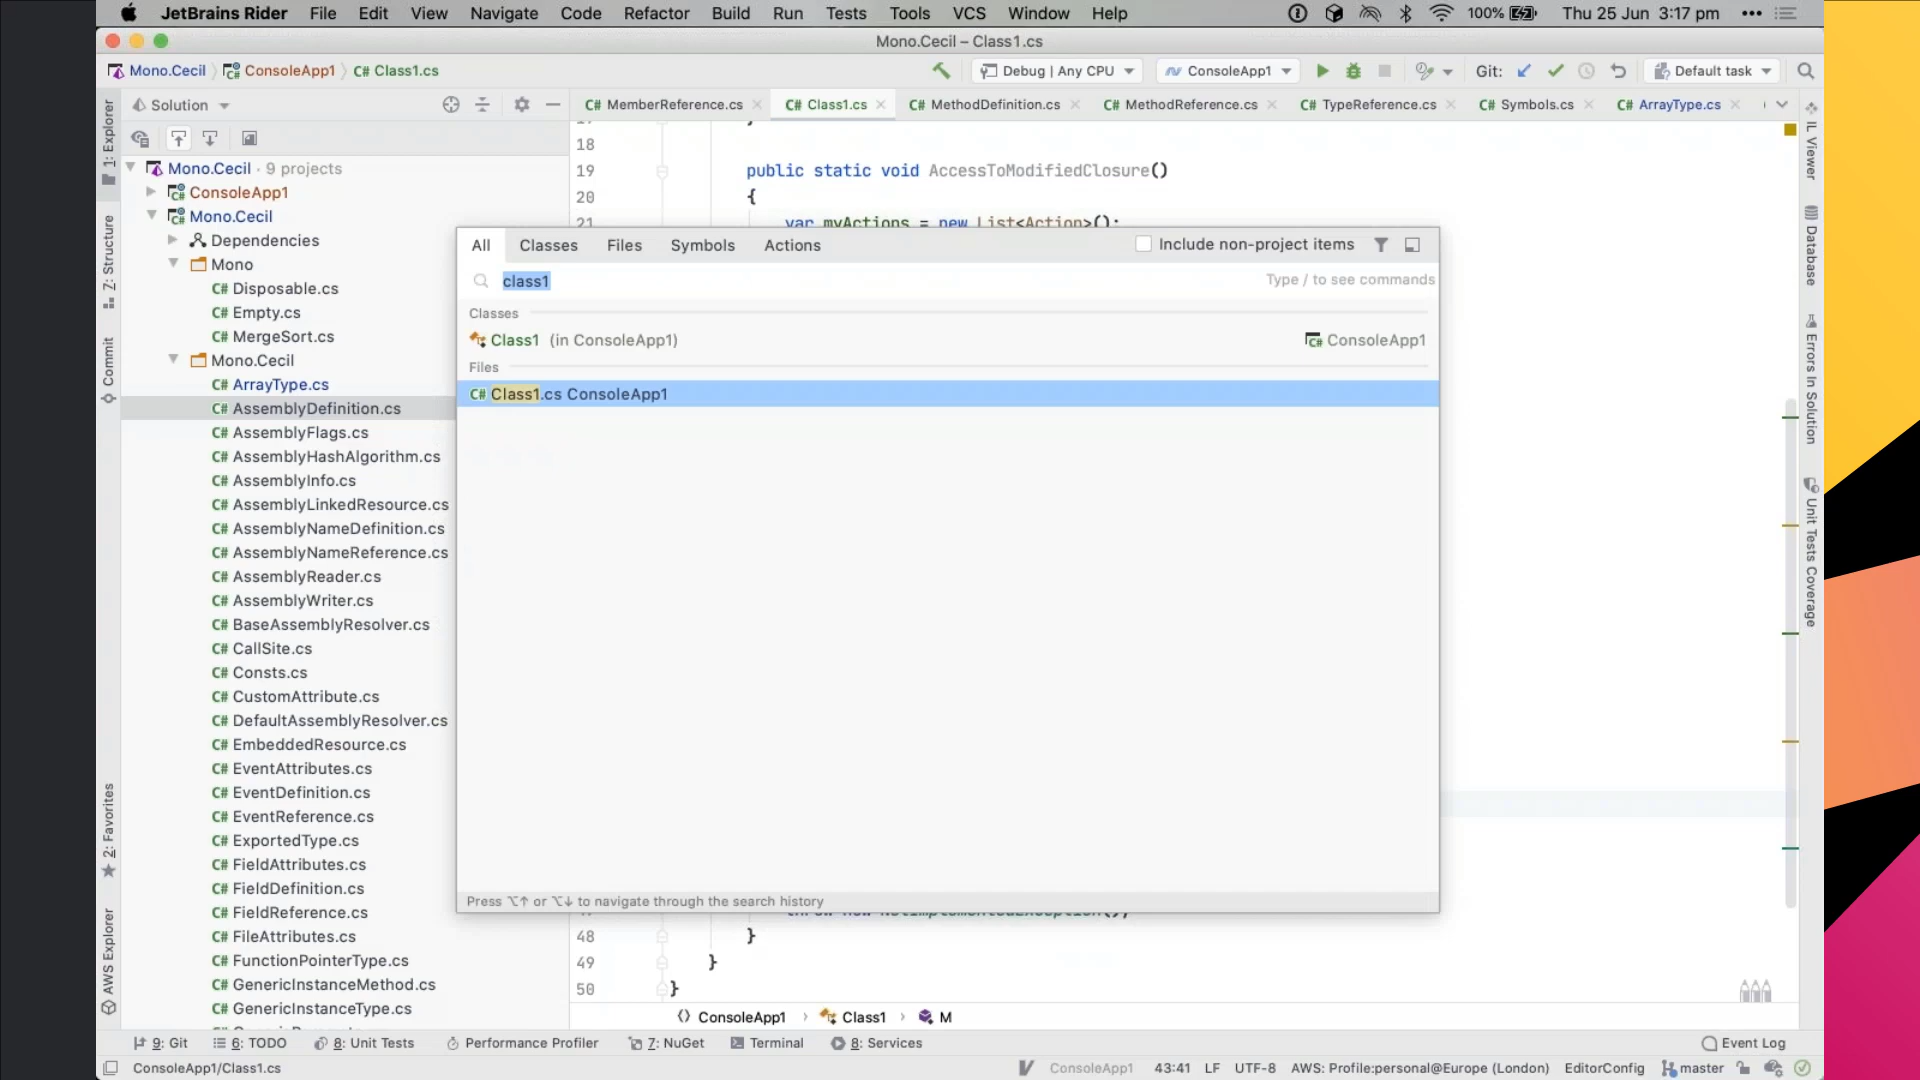 JetBrains Rider File Edit View Navigate Code Refactor Build Run Tests Tools VCS Window Help 100% Thu 25 Jun 3:17 pm
Mono.Cecil – Class1.cs
Mono.Cecil ConsoleApp1 C# Class1.cs Debug | Any CPU ConsoleApp1 Git: Default task
Solution
C# MemberReference.cs C# Class1.cs C# MethodDefinition.cs C# MethodReference.cs C# TypeReference.cs C# Symbols.cs C# ArrayType.cs
1: Explorer
Z: Structure
Commit
2: Favorites
AWS Explorer
Mono.Cecil · 9 projects
ConsoleApp1
Mono.Cecil
Dependencies
Mono
C# Disposable.cs
C# Empty.cs
C# MergeSort.cs
Mono.Cecil
C# ArrayType.cs
C# AssemblyDefinition.cs
C# AssemblyFlags.cs
C# AssemblyHashAlgorithm.cs
C# AssemblyInfo.cs
C# AssemblyLinkedResource.cs
C# AssemblyNameDefinition.cs
C# AssemblyNameReference.cs
C# AssemblyReader.cs
C# AssemblyWriter.cs
C# BaseAssemblyResolver.cs
C# CallSite.cs
C# Consts.cs
C# CustomAttribute.cs
C# DefaultAssemblyResolver.cs
C# EmbeddedResource.cs
C# EventAttributes.cs
C# EventDefinition.cs
C# EventReference.cs
C# ExportedType.cs
C# FieldAttributes.cs
C# FieldDefinition.cs
C# FieldReference.cs
C# FileAttributes.cs
C# FunctionPointerType.cs
C# GenericInstanceMethod.cs
C# GenericInstanceType.cs
18
19 public static void AccessToModifiedClosure()
20 {
21 var myActions = new List<Action>();
All Classes Files Symbols Actions Include non-project items
class1 Type / to see commands
Classes
Class1 (in ConsoleApp1) ConsoleApp1
Files
C# Class1.cs ConsoleApp1
Press ⌥↑ or ⌥↓ to navigate through the search history
48 }
49 }
50 }
ConsoleApp1 Class1 M
IL Viewer
Database
Errors In Solution
Unit Tests Coverage
9: Git 6: TODO 8: Unit Tests Performance Profiler 7: NuGet Terminal 8: Services Event Log
ConsoleApp1/Class1.cs ConsoleApp1 43:41 LF UTF-8 AWS: Profile:personal@Europe (London) EditorConfig master